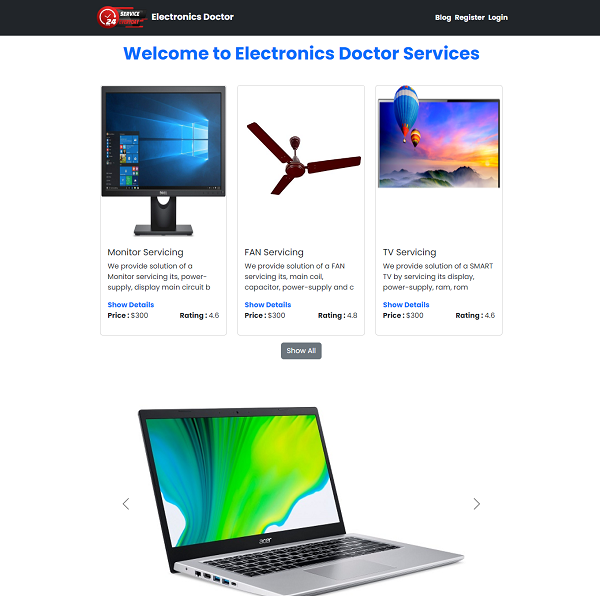 SERVICE
24
Electronics Doctor
Blog Register Login
Welcome to Electronics Doctor Services
DELL
Monitor Servicing
We provide solution of a
Monitor servicing its, power-
supply, display main circuit b
Show Details
Price : $300 Rating : 4.6
FAN Servicing
We provide solution of a FAN
servicing its, main coil,
capacitor, power-supply and c
Show Details
Price : $300 Rating : 4.8
TV Servicing
We provide solution of a SMART
TV by servicing its display,
power-supply, rom, rom
Show Details
Price : $300 Rating : 4.6
Show All
acer